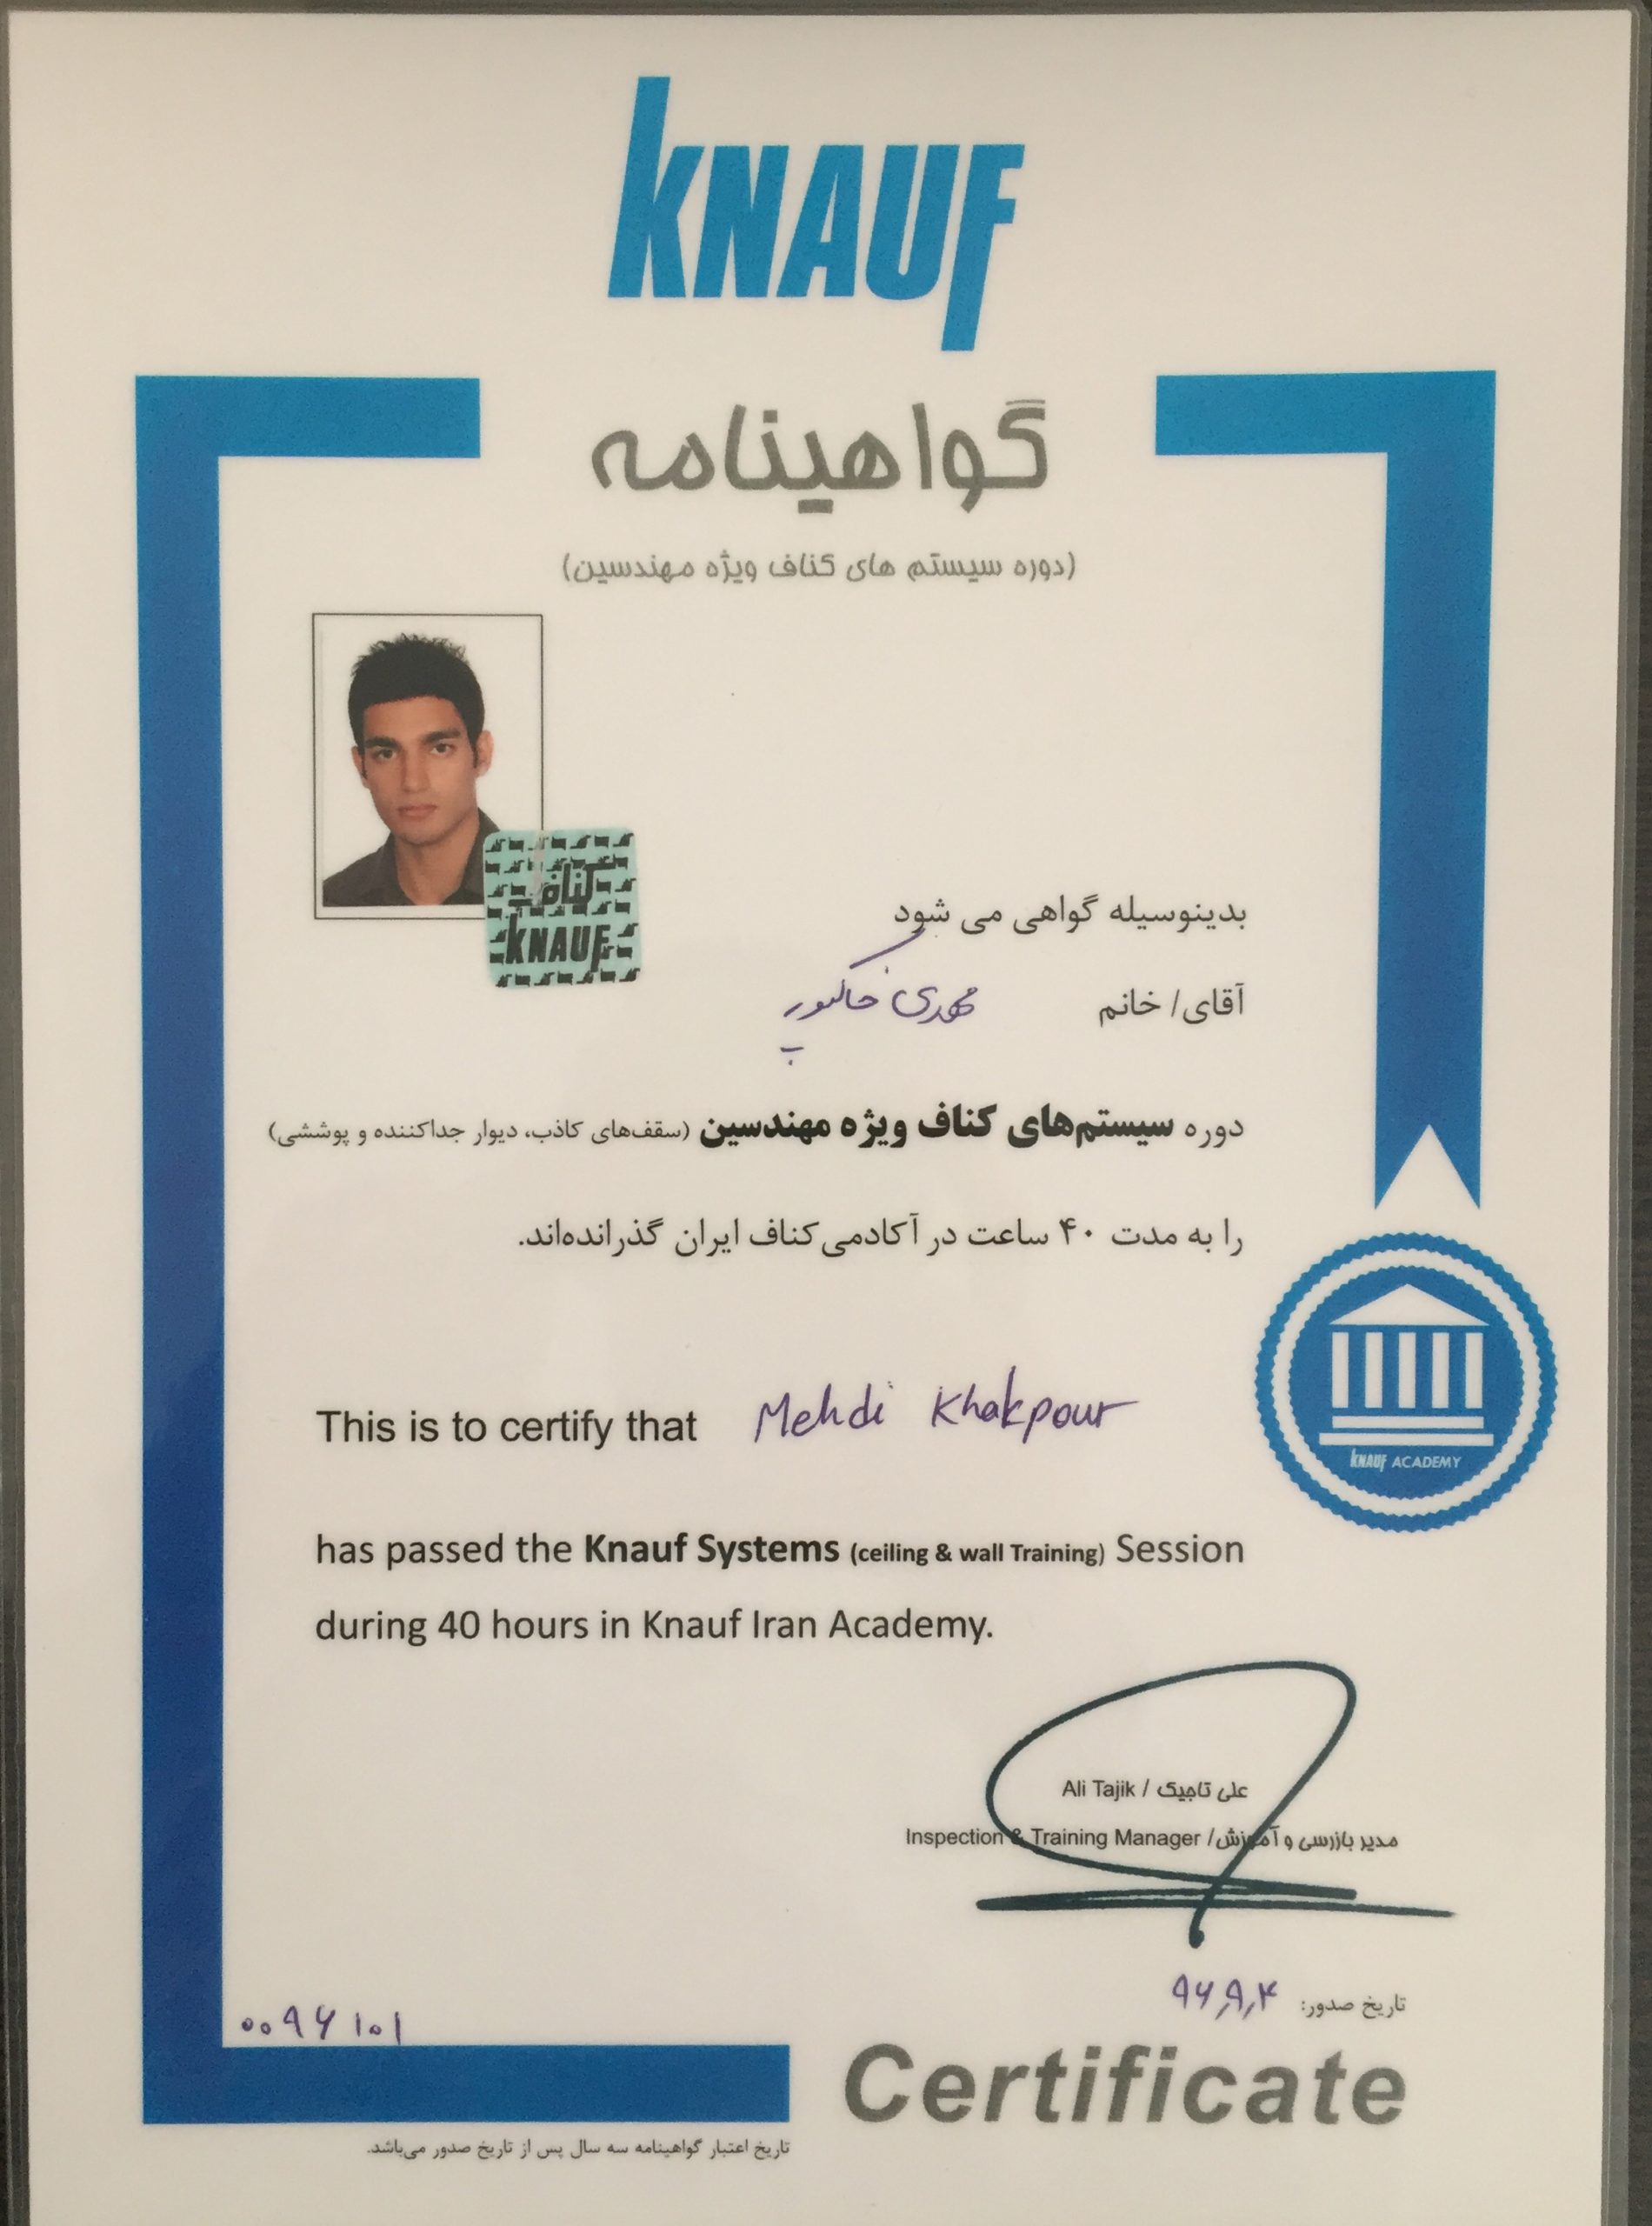 KNAUF
گواهینامه
(دوره سیستم های کناف ویژه مهندسین)
کناف
KNAUF
بدینوسیله گواهی می شود
آقای/ خانم مهدی خاکپور
دوره سیستم‌های کناف ویژه مهندسین (سقف‌های کاذب، دیوار جداکننده و پوششی)
را به مدت ۴۰ ساعت در آکادمی کناف ایران گذرانده‌اند.
This is to certify that Mehdi Khakpour
KNAUF ACADEMY
has passed the Knauf Systems (ceiling & wall Training) Session
during 40 hours in Knauf Iran Academy.
Ali Tajik / علی تاجیک
Inspection & Training Manager / مدیر بازرسی و آموزش
تاریخ صدور: ۹۶,۹,۴
۰۰۹۶۱۰۱
Certificate
تاریخ اعتبار گواهینامه سه سال پس از تاریخ صدور می‌باشد.